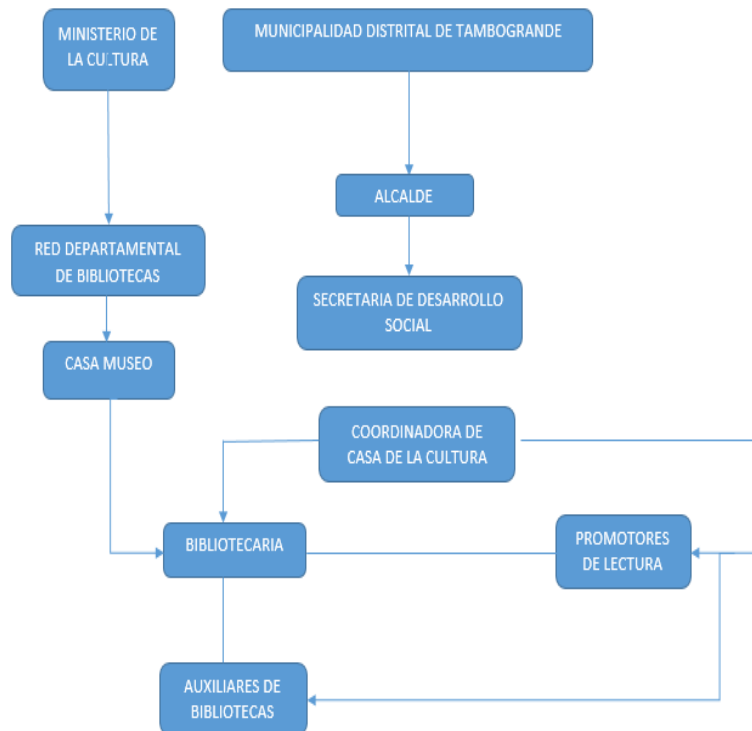 MINISTERIO DE
LA CULTURA
MUNICIPALIDAD DISTRITAL DE TAMBOGRANDE
ALCALDE
RED DEPARTAMENTAL
DE BIBLIOTECAS
SECRETARIA DE DESARROLLO
SOCIAL
CASA MUSEO
COORDINADORA DE
CASA DE LA CULTURA
BIBLIOTECARIA
PROMOTORES
DE LECTURA
AUXILIARES DE
BIBLIOTECAS